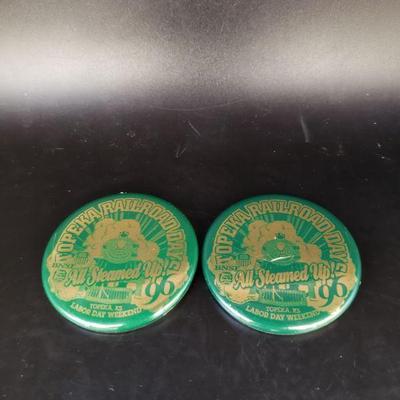 TOPEKA RAILROAD DAYS
BNSF
All Steamed Up!
'96
TOPEKA, KS
LABOR DAY WEEKEND
TOPEKA RAILROAD DAYS
BNSF
All Steamed Up!
'96
TOPEKA, KS
LABOR DAY WEEKEND